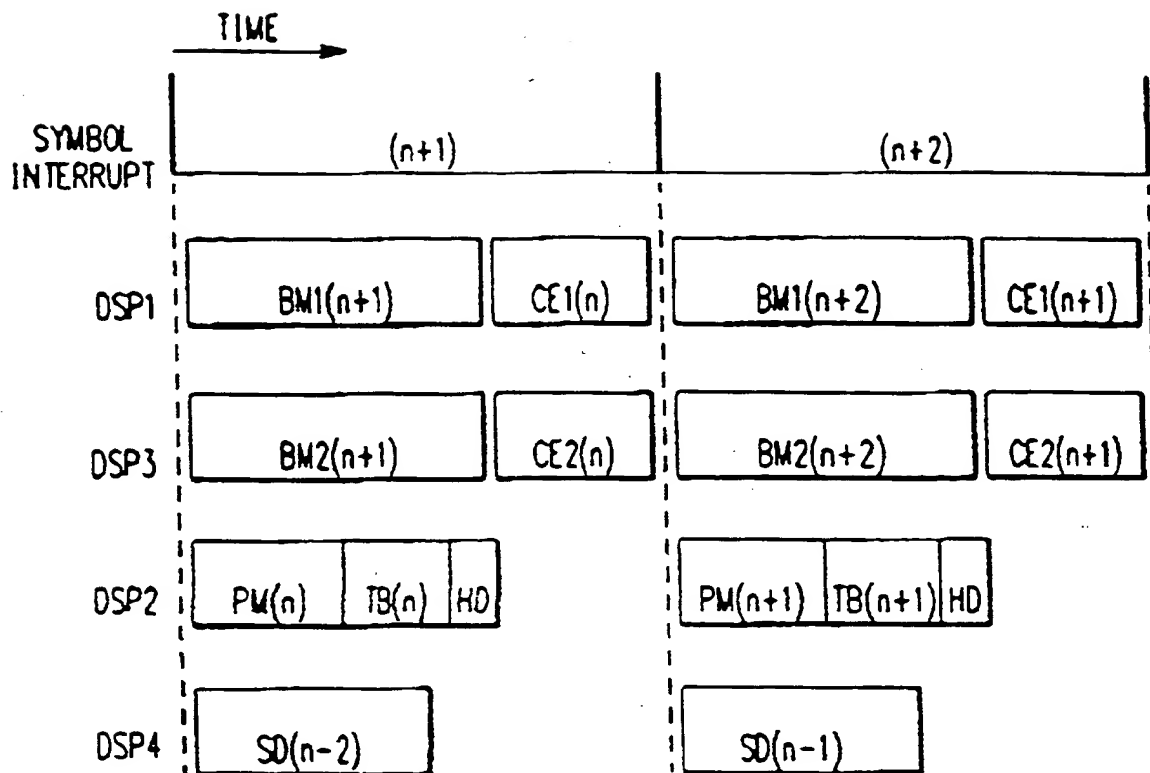 TIME
SYMBOL
INTERRUPT
(n+1)
(n+2)
DSP1
BM1(n+1)
CE1(n)
BM1(n+2)
CE1(n+1)
DSP3
BM2(n+1)
CE2(n)
BM2(n+2)
CE2(n+1)
DSP2
PM(n)
TB(n)
HD
PM(n+1)
TB(n+1)
HD
DSP4
SD(n-2)
SD(n-1)